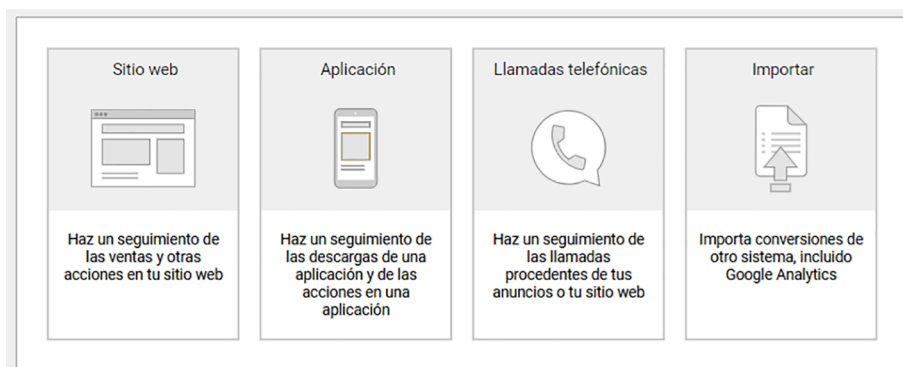 Sitio web
Haz un seguimiento de
las ventas y otras
acciones en tu sitio web
Aplicación
Haz un seguimiento de
las descargas de una
aplicación y de las
acciones en una
aplicación
Llamadas telefónicas
Haz un seguimiento de
las llamadas
procedentes de tus
anuncios o tu sitio web
Importar
Importa conversiones de
otro sistema, incluido
Google Analytics